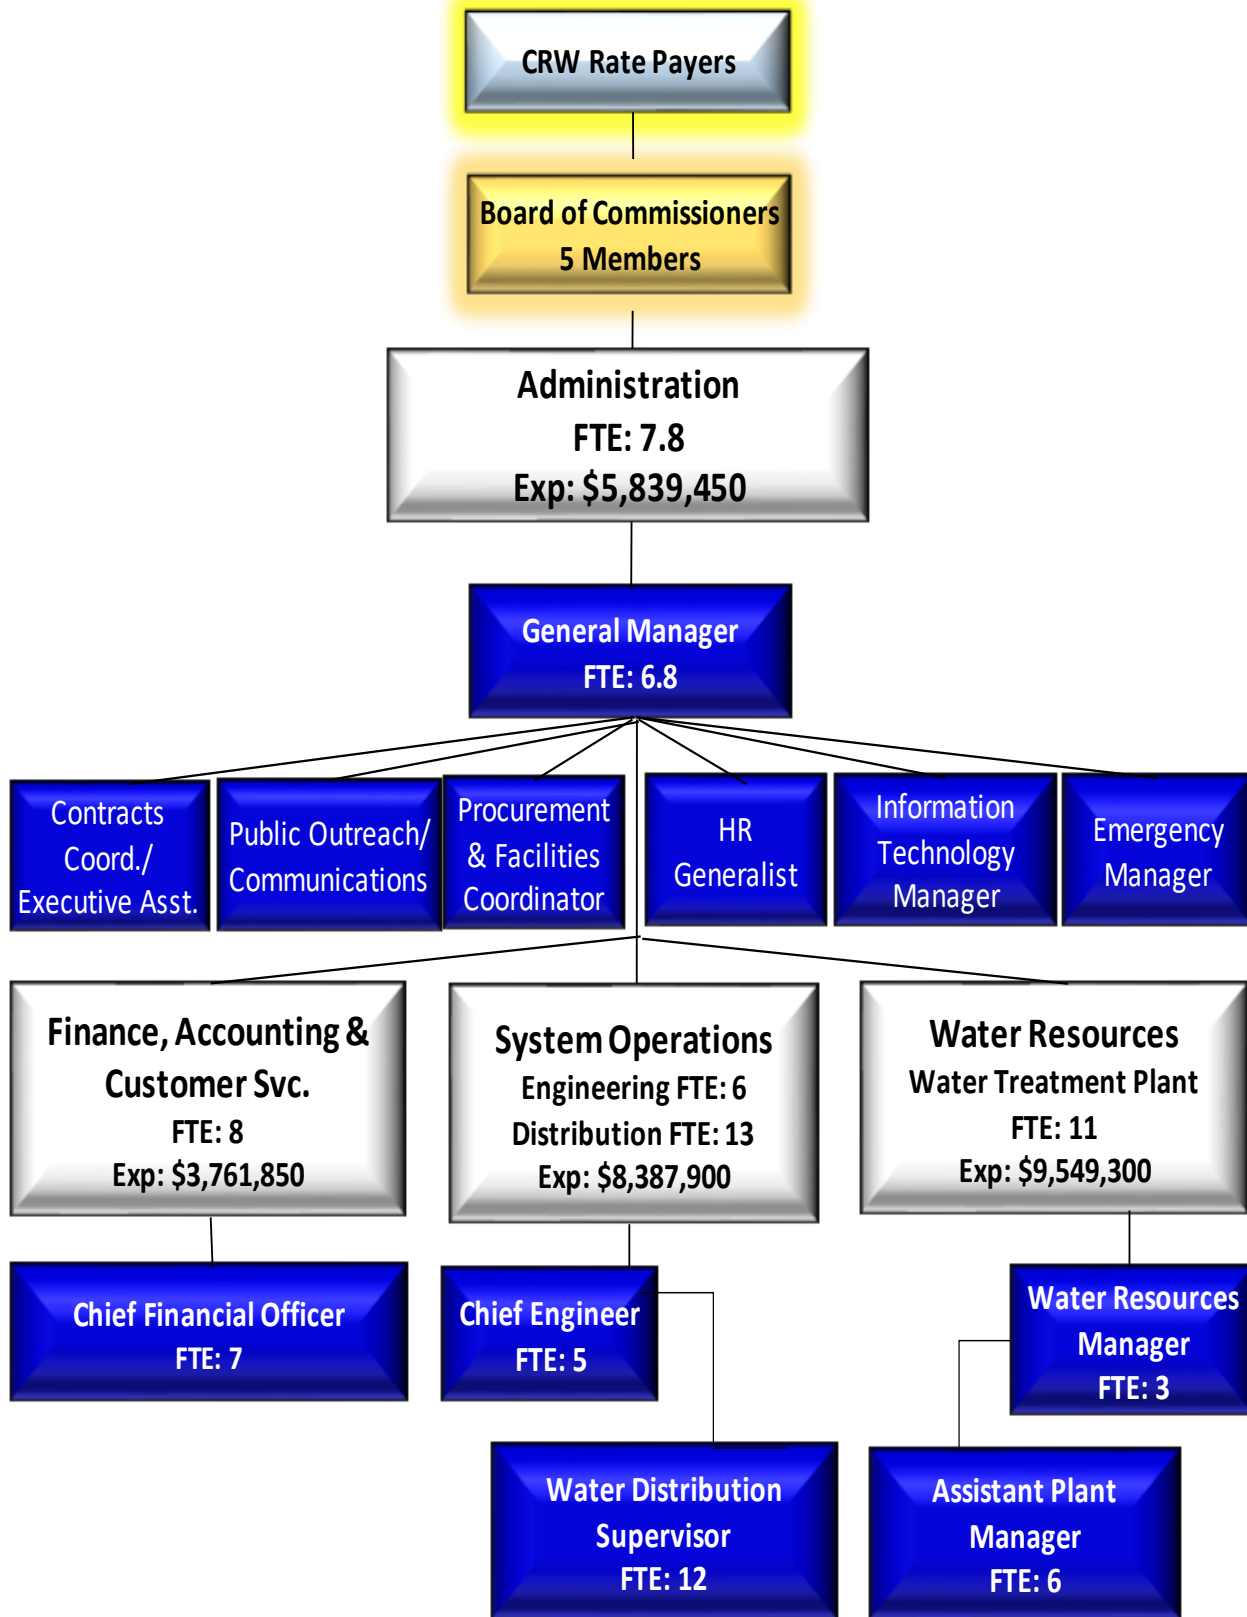 CRW Rate Payers
Board of Commissioners
5 Members
Administration
FTE: 7.8
Exp: $5,839,450
General Manager
FTE: 6.8
Contracts
Coord./
Executive Asst.
Public Outreach/
Communications
Procurement
& Facilities
Coordinator
HR
Generalist
Information
Technology
Manager
Emergency
Manager
Finance, Accounting &
Customer Svc.
FTE: 8
Exp: $3,761,850
System Operations
Engineering FTE: 6
Distribution FTE: 13
Exp: $8,387,900
Water Resources
Water Treatment Plant
FTE: 11
Exp: $9,549,300
Chief Financial Officer
FTE: 7
Chief Engineer
FTE: 5
Water Resources
Manager
FTE: 3
Water Distribution
Supervisor
FTE: 12
Assistant Plant
Manager
FTE: 6